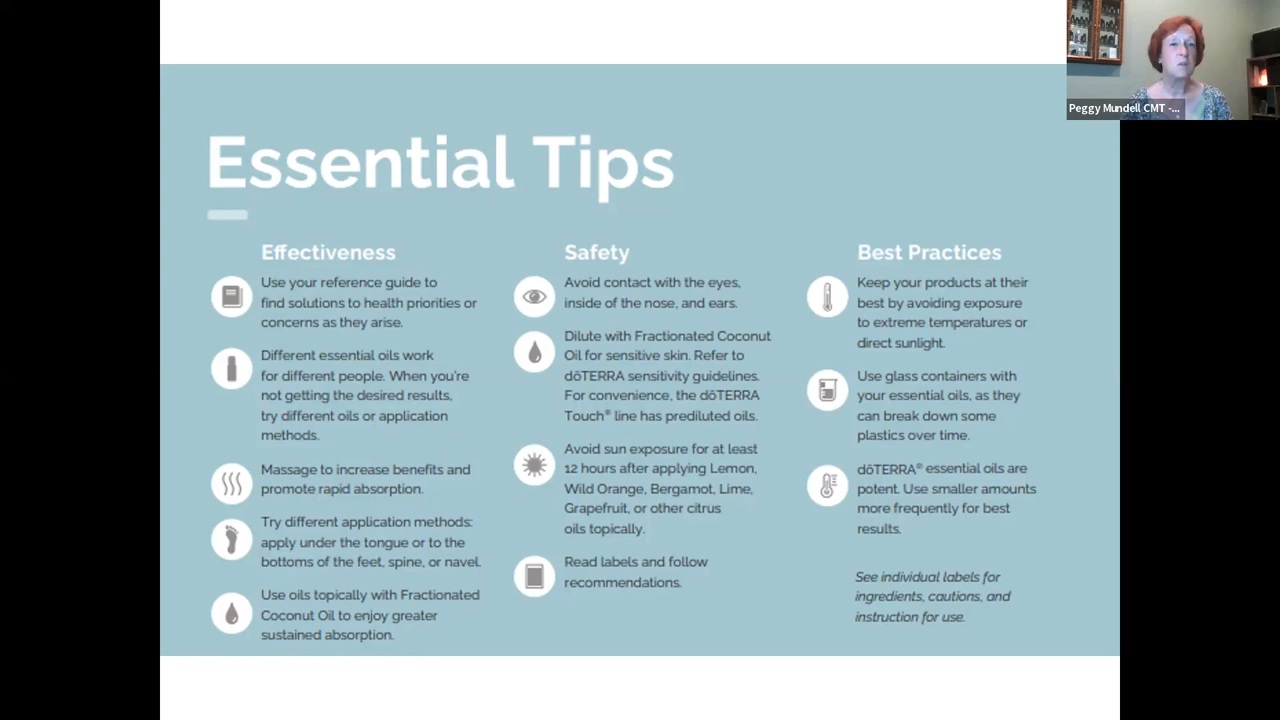 Peggy Mundell CMT -...
Essential Tips
Effectiveness
Use your reference guide to
find solutions to health priorities or
concerns as they arise.
Different essential oils work
for different people. When you're
not getting the desired results,
try different oils or application
methods.
Massage to increase benefits and
promote rapid absorption.
Try different application methods:
apply under the tongue or to the
bottoms of the feet, spine, or navel.
Use oils topically with Fractionated
Coconut Oil to enjoy greater
sustained absorption.
Safety
Avoid contact with the eyes,
inside of the nose, and ears.
Dilute with Fractionated Coconut
Oil for sensitive skin. Refer to
dōTERRA sensitivity guidelines.
For convenience, the dōTERRA
Touch® line has prediluted oils.
Avoid sun exposure for at least
12 hours after applying Lemon,
Wild Orange, Bergamot, Lime,
Grapefruit, or other citrus
oils topically.
Read labels and follow
recommendations.
Best Practices
Keep your products at their
best by avoiding exposure
to extreme temperatures or
direct sunlight.
Use glass containers with
your essential oils, as they
can break down some
plastics over time.
dōTERRA® essential oils are
potent. Use smaller amounts
more frequently for best
results.
See individual labels for
ingredients, cautions, and
instruction for use.